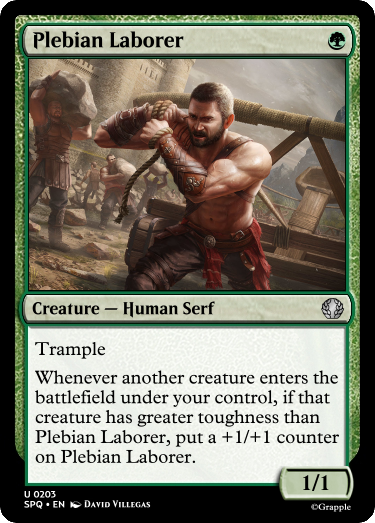 Plebian Laborer
Creature — Human Serf
Trample
Whenever another creature enters the
battlefield under your control, if that
creature has greater toughness than
Plebian Laborer, put a +1/+1 counter
on Plebian Laborer.
1/1
U 0203
SPQ • EN David Villegas
©Grapple